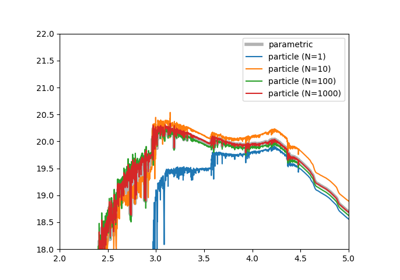 22.0
21.5
21.0
20.5
20.0
19.5
19.0
18.5
18.0
2.0 2.5 3.0 3.5 4.0 4.5 5.0
parametric
particle (N=1)
particle (N=10)
particle (N=100)
particle (N=1000)